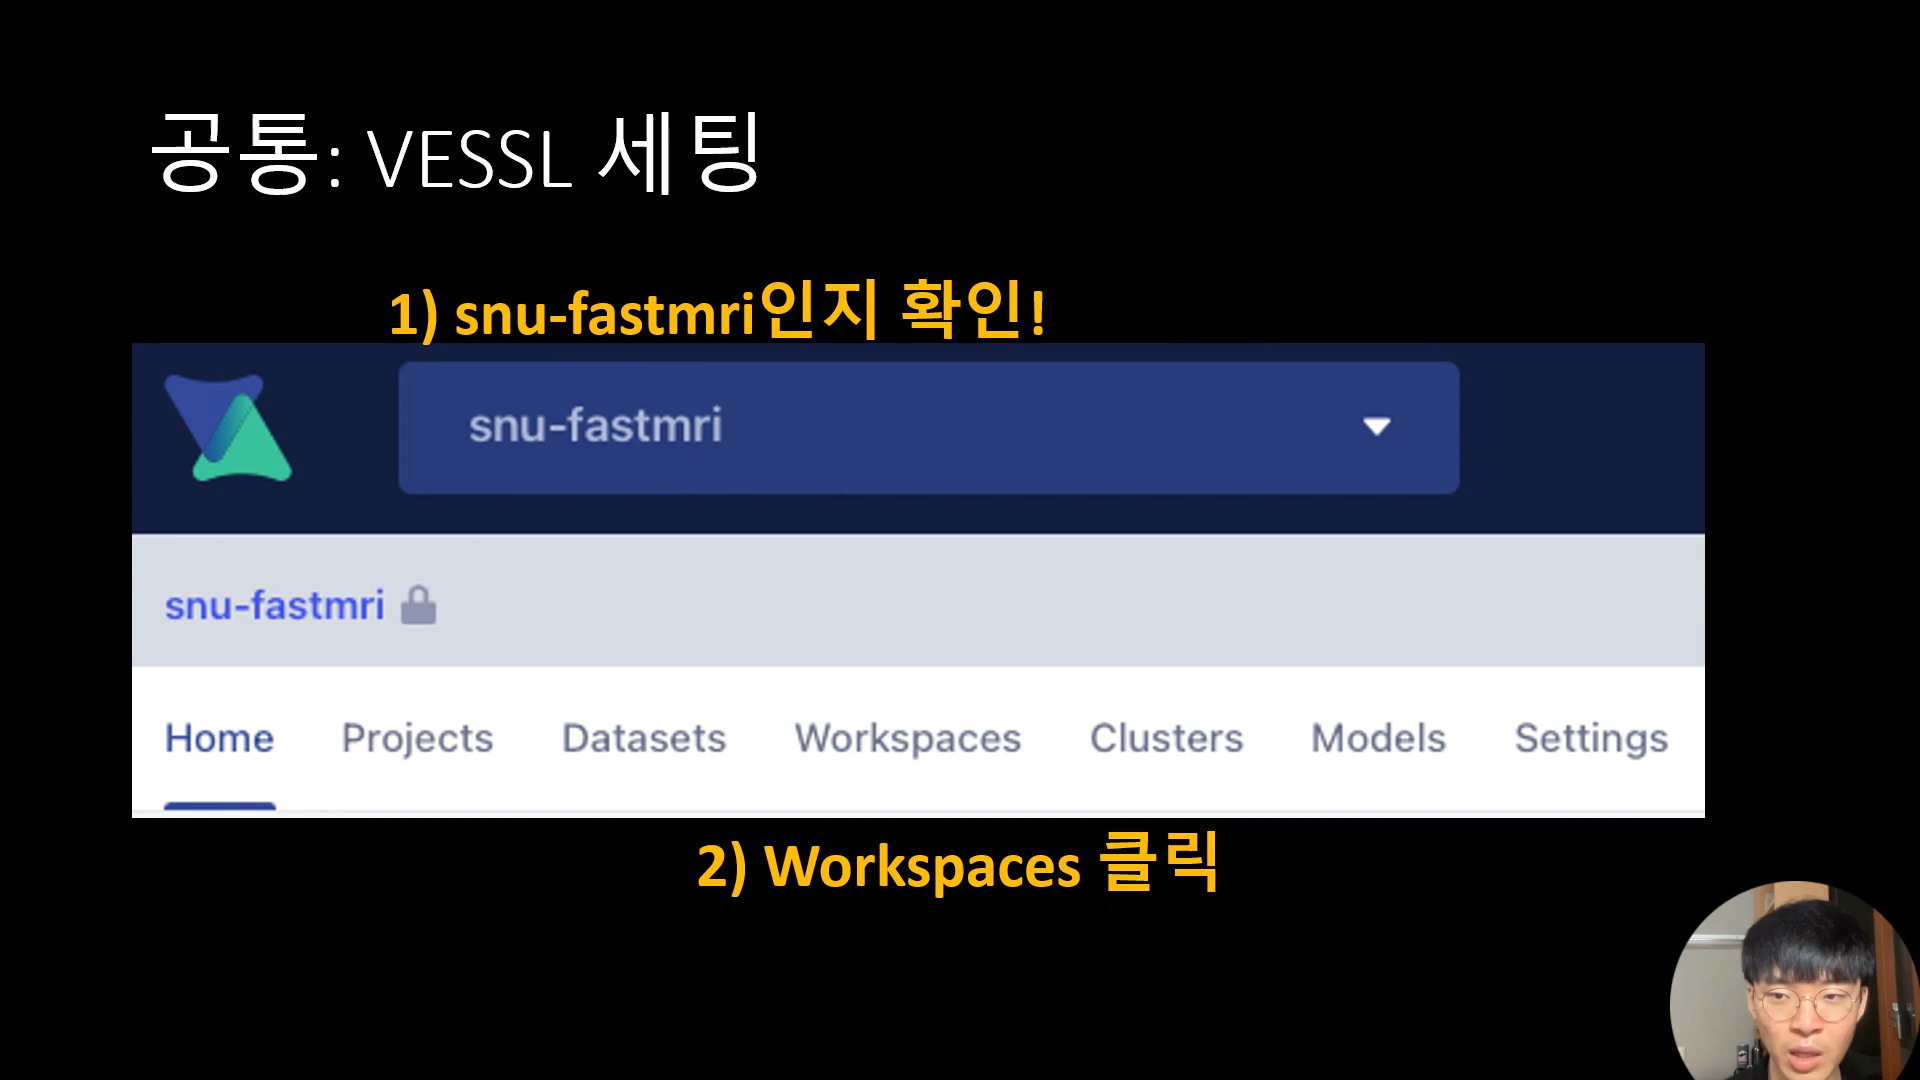 공통: VESSL 세팅
1) snu-fastmri인지 확인!
snu-fastmri
snu-fastmri
Home Projects Datasets Workspaces Clusters Models Settings
2) Workspaces 클릭